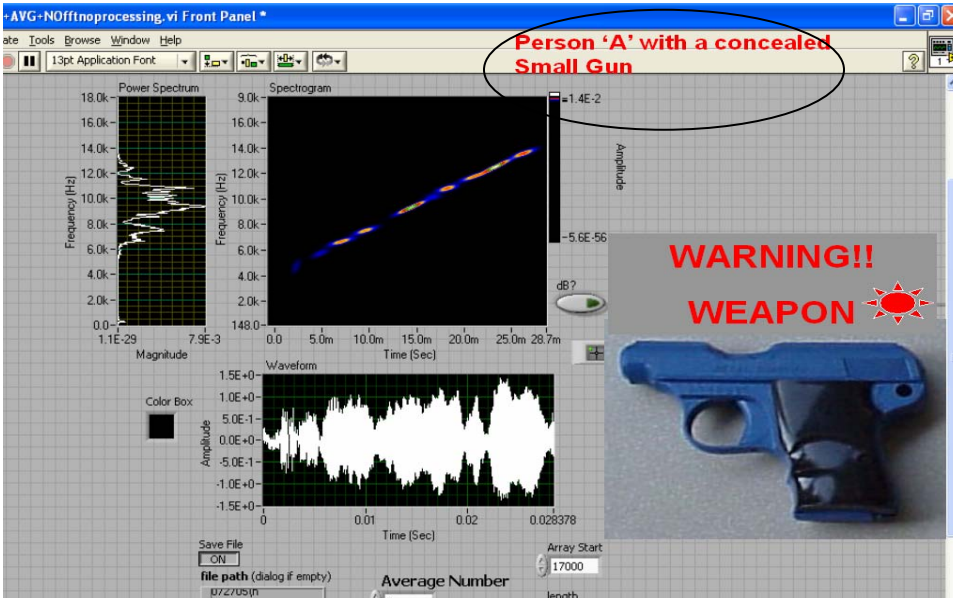 +AVG+NOfftnoprocessing.vi Front Panel *
ate Tools Browse Window Help
13pt Application Font
?
1
Person ‘A’ with a concealed
Small Gun
Power Spectrum
Spectrogram
18.0k
16.0k
14.0k
12.0k
10.0k
8.0k
6.0k
4.0k
2.0k
0.0
Frequency (Hz)
1.1E-29 7.9E-3
Magnitude
9.0k
16.0k
14.0k
12.0k
10.0k
8.0k
6.0k
4.0k
2.0k
148.0
Frequency (Hz)
0.0 5.0m 10.0m 15.0m 20.0m 25.0m 28.7m
Time (Sec)
=1.4E-2
Amplitude
-5.6E-56
dB?
WARNING!!
WEAPON
Waveform
1.5E+0
1.0E+0
5.0E-1
0.0E+0
-5.0E-1
-1.0E+0
-1.5E+0
Amplitude
0 0.01 0.02 0.028378
Time (Sec)
Color Box
Save File
ON
file path (dialog if empty)
Average Number
Array Start
17000
length